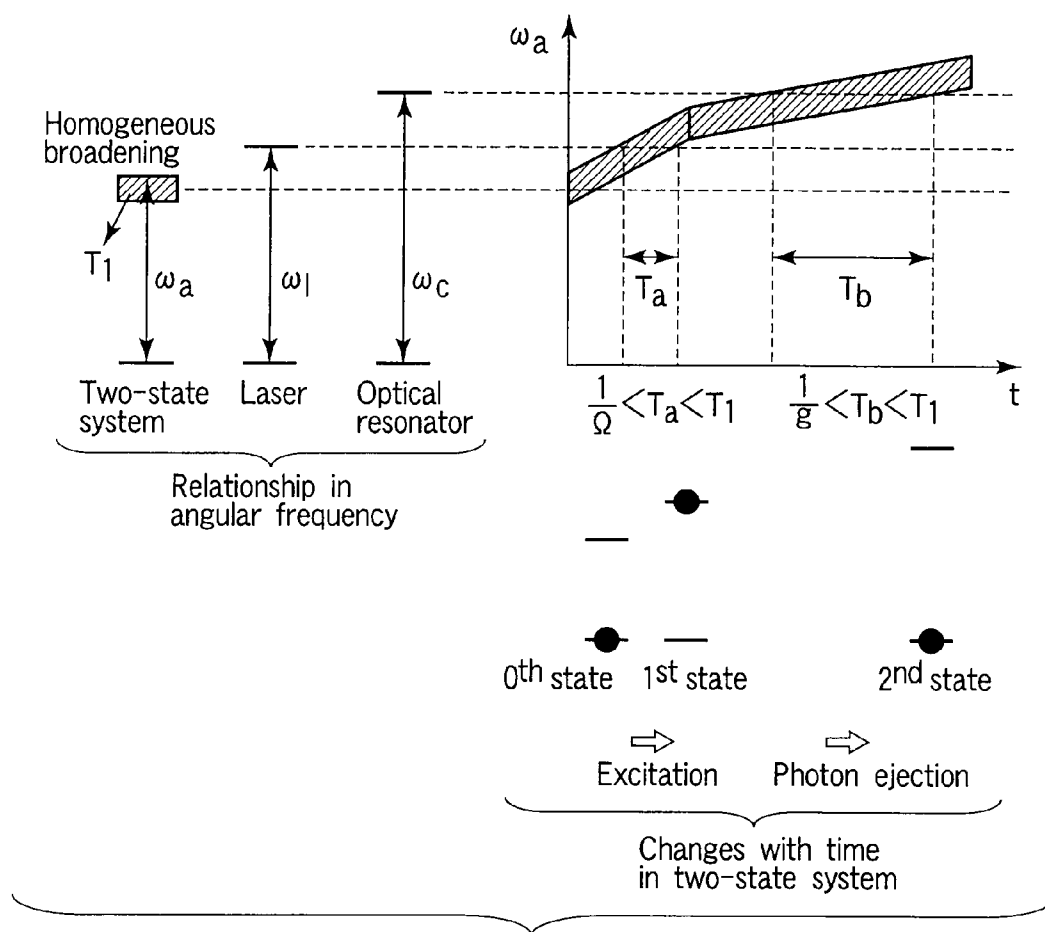 Homogeneous
broadening
T1
ωa
ωl
ωc
Two-state
system
Laser
Optical
resonator
Relationship in
angular frequency
ωa
Ta
Tb
t
1/Ω <Ta<T1
1/g <Tb<T1
0th state
1st state
2nd state
Excitation
Photon ejection
Changes with time
in two-state system